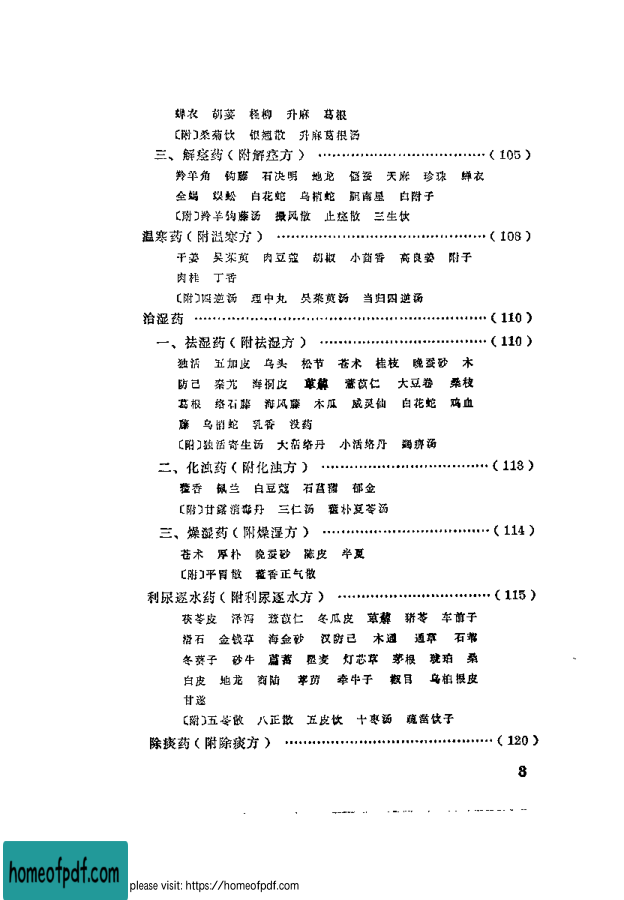 蝉衣 胡荽 柽柳 升麻 葛根
〔附〕桑菊饮 银翘散 升麻葛根汤
三、解痉药(附解痉方) ……………………………(105)
羚羊角 钩藤 石决明 地龙 僵蚕 天麻 珍珠 蝉衣
全蝎 蜈蚣 白花蛇 乌梢蛇 胆南星 白附子
〔附〕羚羊钩藤汤 撮风散 止痉散 三生饮
温寒药(附温寒方) ……………………………………(108)
干姜 吴茱萸 肉豆蔻 胡椒 小茴香 高良姜 附子
肉桂 丁香
〔附〕四逆汤 理中丸 吴茱萸汤 当归四逆汤
治湿药 …………………………………………………(110)
一、祛湿药(附祛湿方) ……………………………(110)
独活 五加皮 乌头 松节 苍术 桂枝 晚蚕砂 木
防己 秦艽 海桐皮 萆薢 薏苡仁 大豆卷 桑枝
葛根 络石藤 海风藤 木瓜 威灵仙 白花蛇 鸡血
藤 乌梢蛇 乳香 没药
〔附〕独活寄生汤 大活络丹 小活络丹 蠲痹汤
二、化浊药(附化浊方) ……………………………(113)
藿香 佩兰 白豆蔻 石菖蒲 郁金
〔附〕甘露消毒丹 三仁汤 藿朴夏苓汤
三、燥湿药(附燥湿方) ……………………………(114)
苍术 厚朴 晚蚕砂 陈皮 半夏
〔附〕平胃散 藿香正气散
利尿逐水药(附利尿逐水方) …………………………(115)
茯苓皮 泽泻 薏苡仁 冬瓜皮 萆薢 猪苓 车前子
滑石 金钱草 海金砂 汉防己 木通 通草 石苇
冬葵子 砂牛 萹蓄 瞿麦 灯芯草 茅根 琥珀 桑
白皮 地龙 商陆 葶苈 牵牛子 椒目 乌桕根皮
甘遂
〔附〕五苓散 八正散 五皮饮 十枣汤 疏凿饮子
除痰药(附除痰方) ……………………………………(120)
3
homeofpdf.com
please visit: https://homeofpdf.com